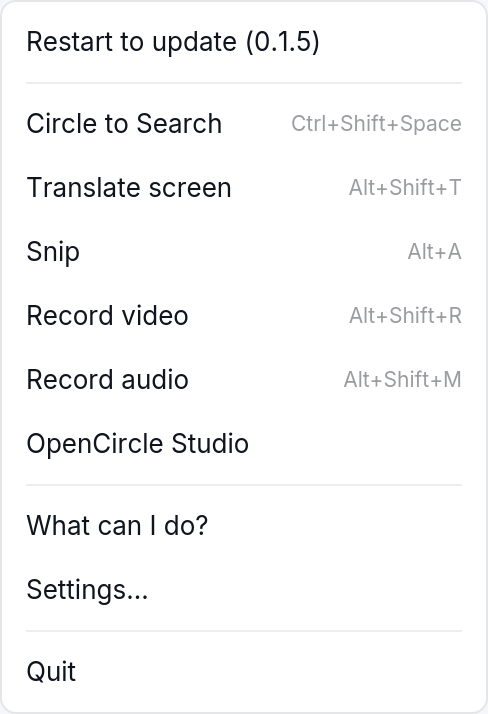 Restart to update (0.1.5)
Circle to Search Ctrl+Shift+Space
Translate screen Alt+Shift+T
Snip Alt+A
Record video Alt+Shift+R
Record audio Alt+Shift+M
OpenCircle Studio
What can I do?
Settings...
Quit